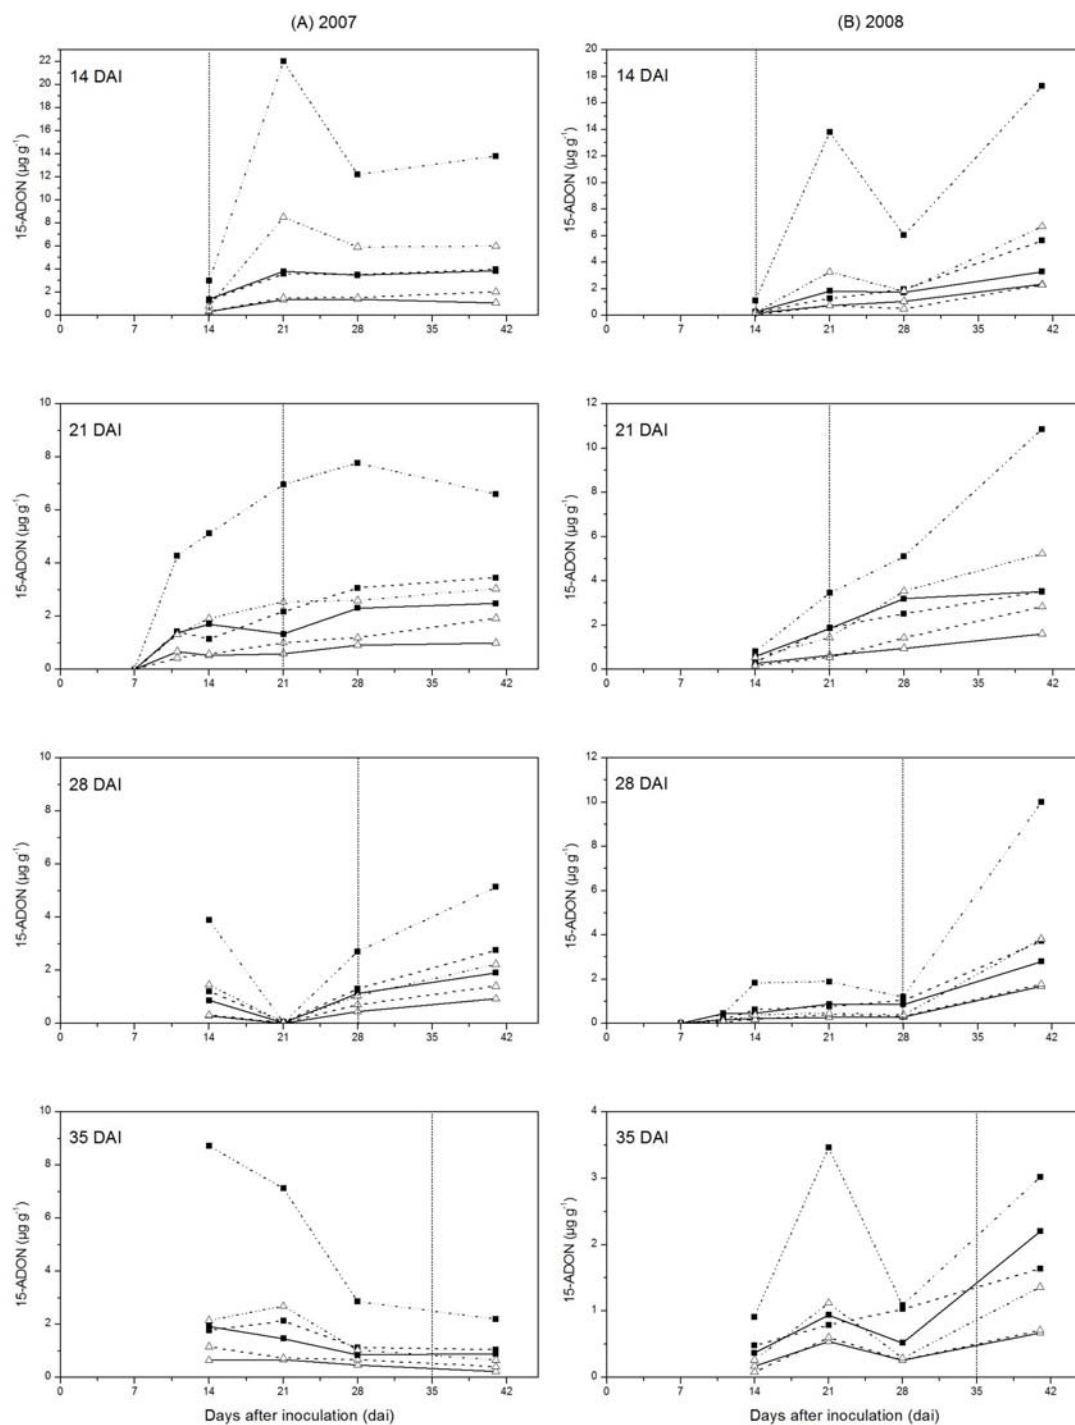 (A) 2007
(B) 2008
14 DAI
15-ADON (µg g⁻¹)
22
20
18
16
14
12
10
8
6
4
2
0
0 7 14 21 28 35 42
14 DAI
15-ADON (µg g⁻¹)
20
18
16
14
12
10
8
6
4
2
0
0 7 14 21 28 35 42
21 DAI
15-ADON (µg g⁻¹)
10
8
6
4
2
0
0 7 14 21 28 35 42
21 DAI
15-ADON (µg g⁻¹)
12
10
8
6
4
2
0
0 7 14 21 28 35 42
28 DAI
15-ADON (µg g⁻¹)
10
8
6
4
2
0
0 7 14 21 28 35 42
28 DAI
15-ADON (µg g⁻¹)
12
10
8
6
4
2
0
0 7 14 21 28 35 42
35 DAI
15-ADON (µg g⁻¹)
10
8
6
4
2
0
0 7 14 21 28 35 42
Days after inoculation (dai)
35 DAI
15-ADON (µg g⁻¹)
4
3
2
1
0
0 7 14 21 28 35 42
Days after inoculation (dai)